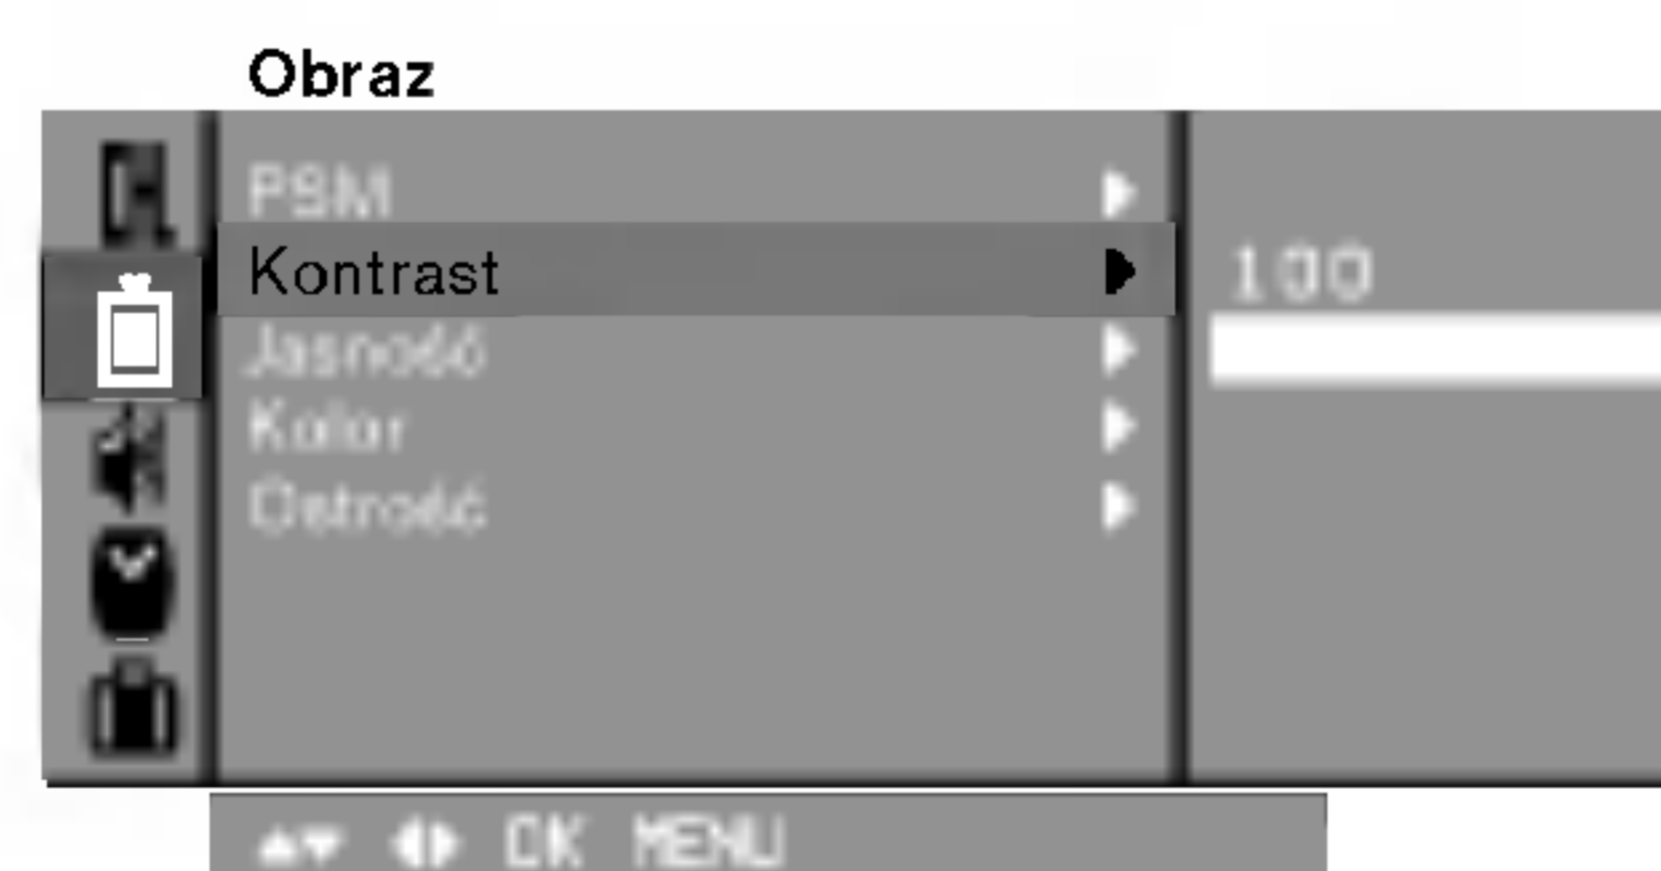 Obraz
PSM
Kontrast
100
Jasność
Kolor
Ostrość
▲▼ ◀▶ OK MENU